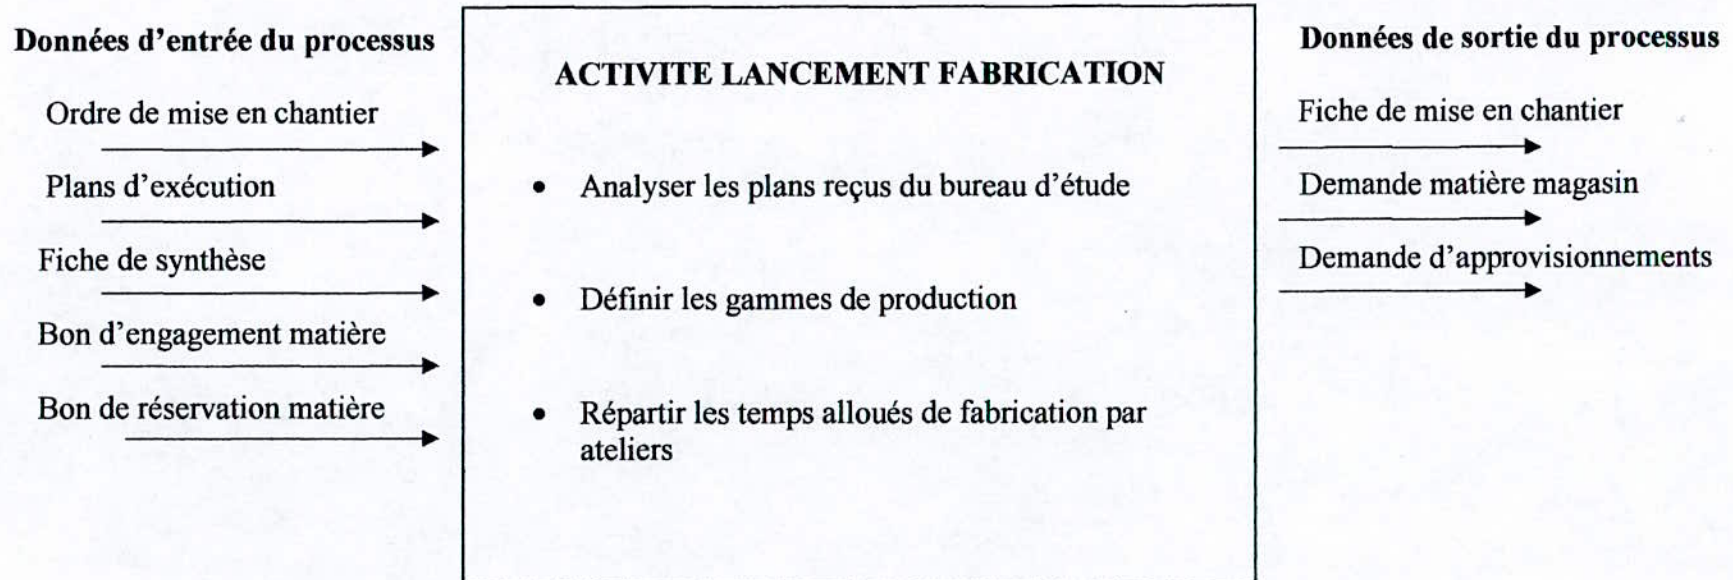 Données d'entrée du processus
Ordre de mise en chantier
Plans d'exécution
Fiche de synthèse
Bon d'engagement matière
Bon de réservation matière
ACTIVITE LANCEMENT FABRICATION
• Analyser les plans reçus du bureau d'étude
• Définir les gammes de production
• Répartir les temps alloués de fabrication par
ateliers
Données de sortie du processus
Fiche de mise en chantier
Demande matière magasin
Demande d'approvisionnements